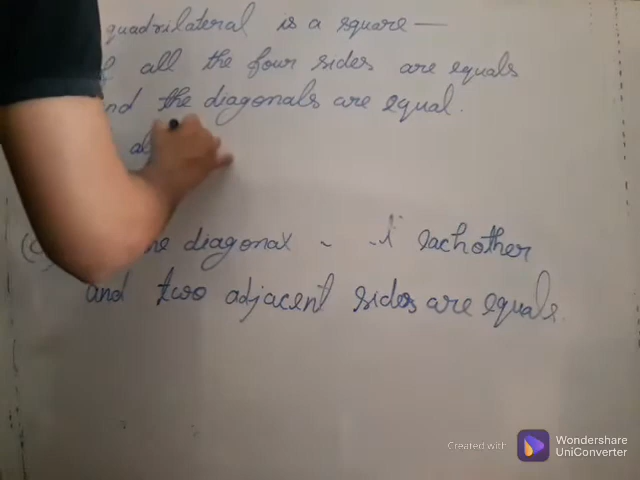 quadrilateral is a square —
all the four sides are equals
the diagonals are equal.
diagonal eachother
and two adjacent sides are equals.
Created with
Wondershare
UniConverter